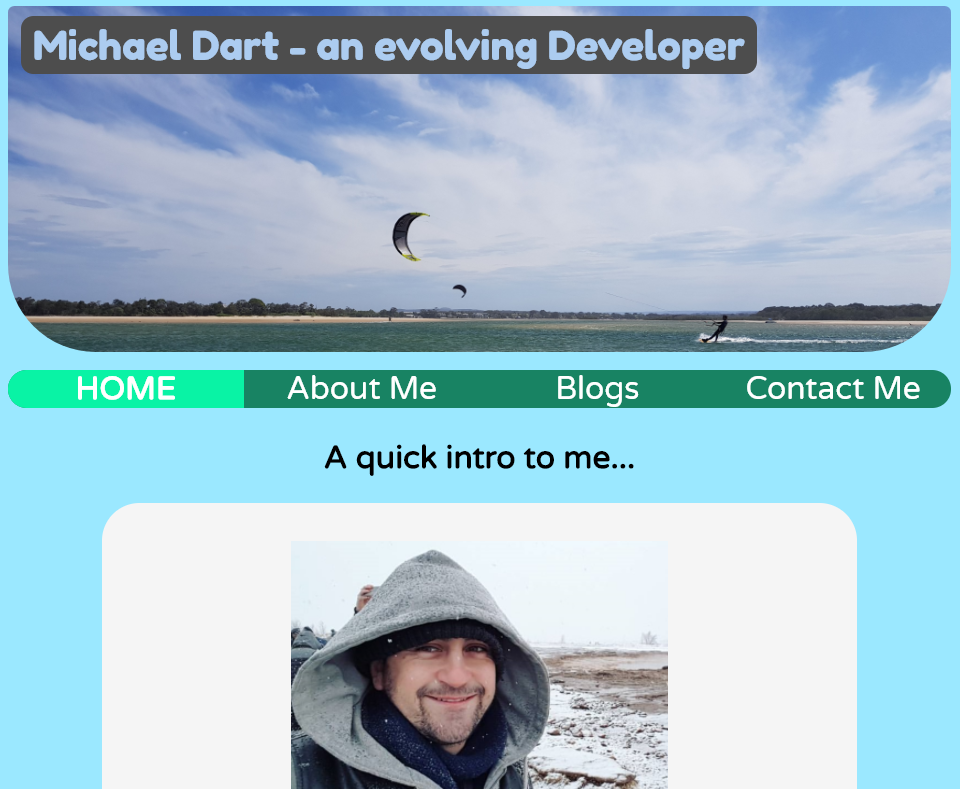 Michael Dart - an evolving Developer
HOME About Me Blogs Contact Me
A quick intro to me...